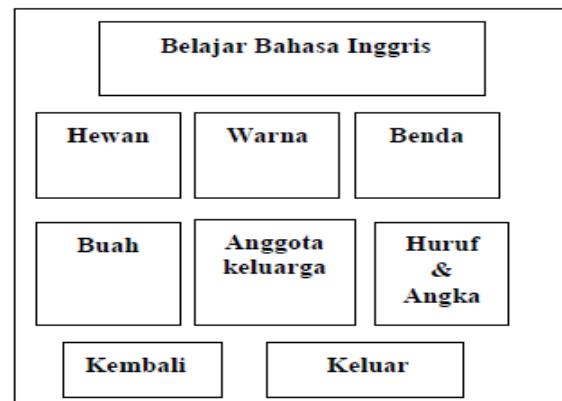 Belajar Bahasa Inggris
Hewan
Warna
Benda
Buah
Anggota
keluarga
Huruf
&
Angka
Kembali
Keluar